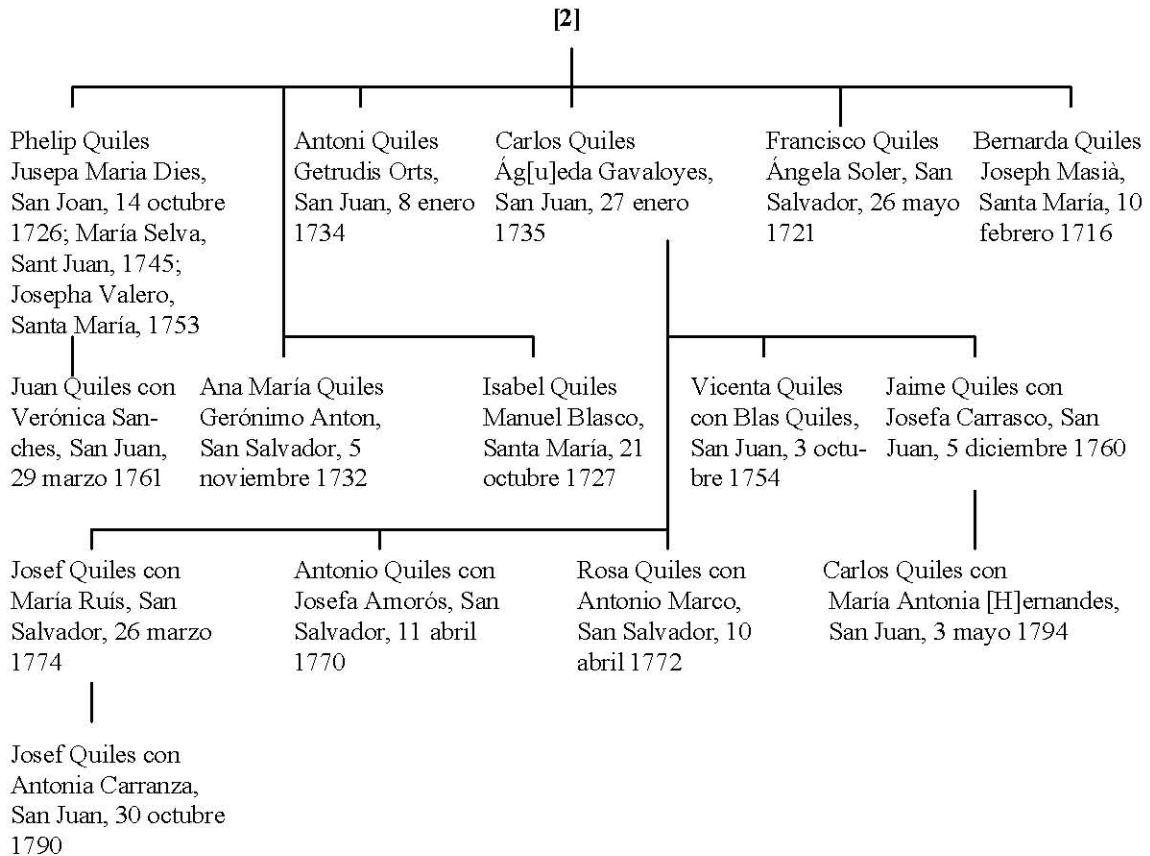 [2]
Phelip Quiles
Jusepa Maria Dies,
San Joan, 14 octubre
1726; María Selva,
Sant Juan, 1745;
Josepha Valero,
Santa María, 1753
Antoni Quiles
Getrudis Orts,
San Juan, 8 enero
1734
Carlos Quiles
Ág[u]eda Gavaloyes,
San Juan, 27 enero
1735
Francisco Quiles
Ángela Soler, San
Salvador, 26 mayo
1721
Bernarda Quiles
Joseph Masià,
Santa María, 10
febrero 1716
Juan Quiles con
Verónica San-
ches, San Juan,
29 marzo 1761
Ana María Quiles
Gerónimo Anton,
San Salvador, 5
noviembre 1732
Isabel Quiles
Manuel Blasco,
Santa María, 21
octubre 1727
Vicenta Quiles
con Blas Quiles,
San Juan, 3 octu-
bre 1754
Jaime Quiles con
Josefa Carrasco, San
Juan, 5 diciembre 1760
Josef Quiles con
María Ruís, San
Salvador, 26 marzo
1774
Antonio Quiles con
Josefa Amorós, San
Salvador, 11 abril
1770
Rosa Quiles con
Antonio Marco,
San Salvador, 10
abril 1772
Carlos Quiles con
María Antonia [H]ernandes,
San Juan, 3 mayo 1794
Josef Quiles con
Antonia Carranza,
San Juan, 30 octubre
1790